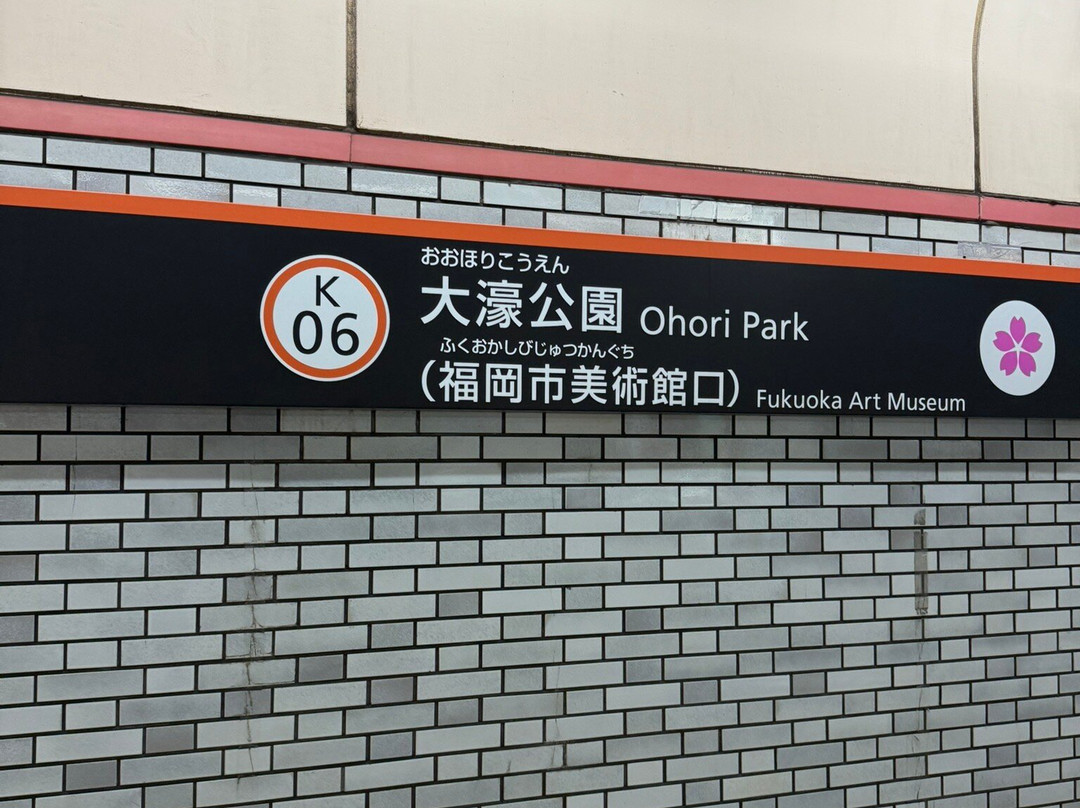 K
06
おおほりこうえん
大濠公園 Ohori Park
ふくおかしびじゅつかんぐち
(福岡市美術館口) Fukuoka Art Museum